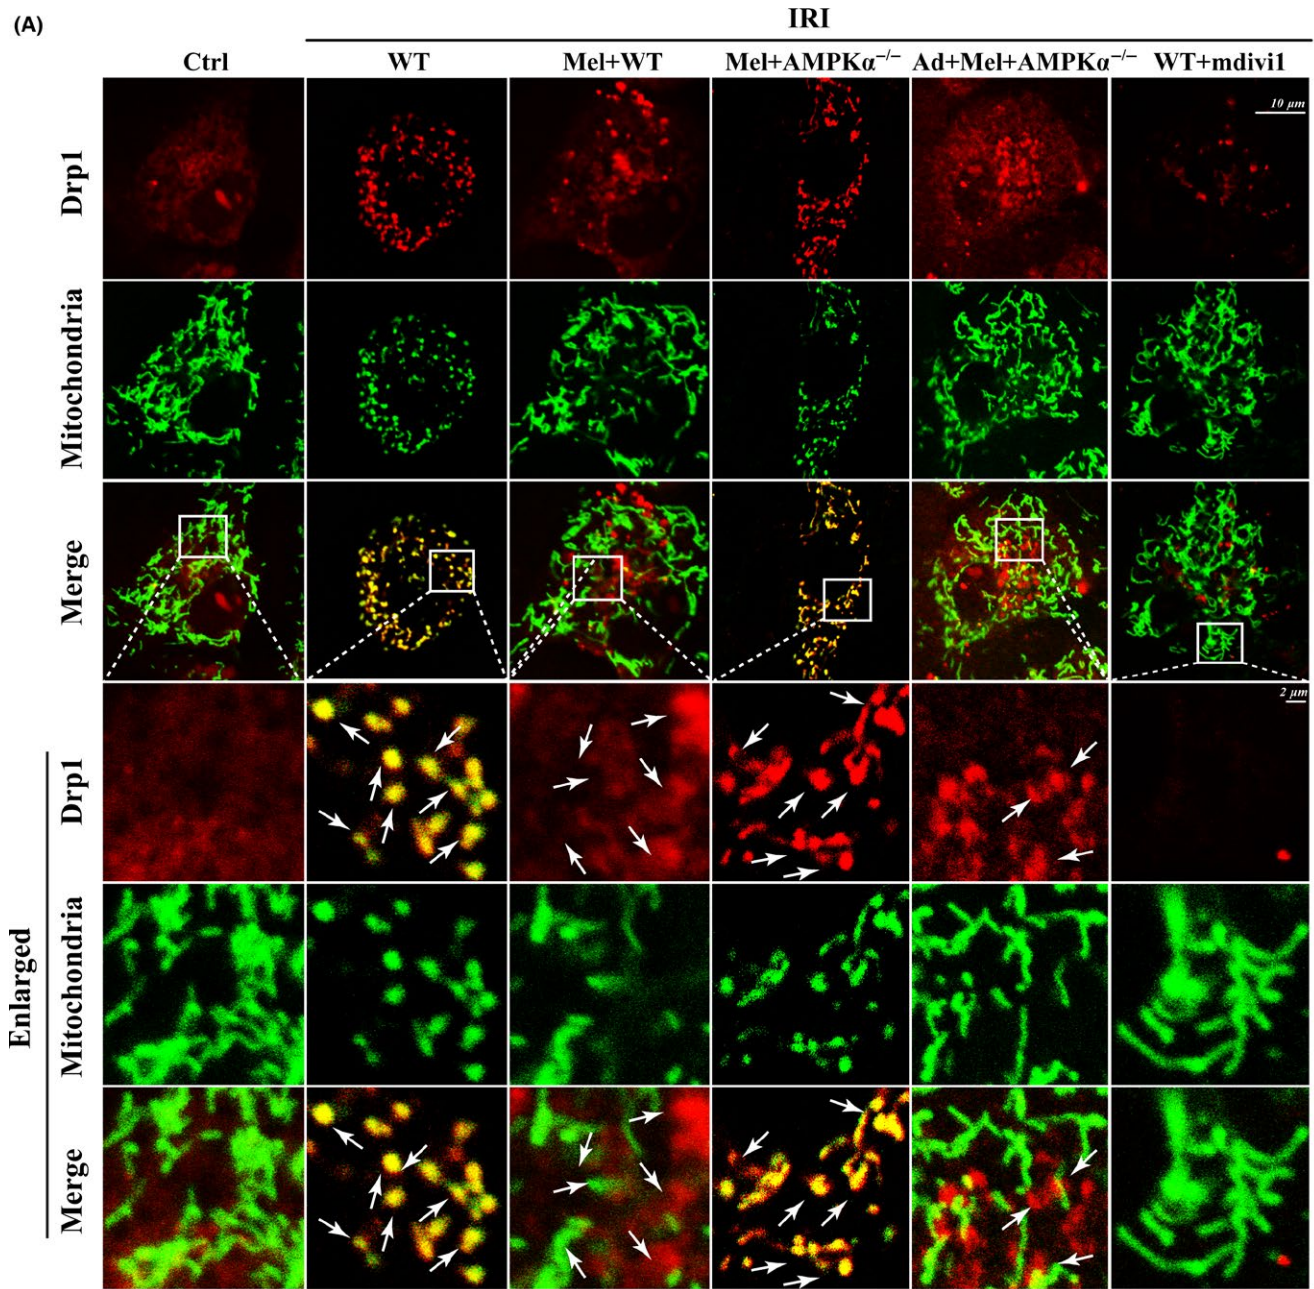 (A)
IRI
Ctrl WT Mel+WT Mel+AMPKα⁻/⁻ Ad+Mel+AMPKα⁻/⁻ WT+mdivi1
Drp1
10 μm
Mitochondria
Merge
Enlarged
Drp1
2 μm
Mitochondria
Merge